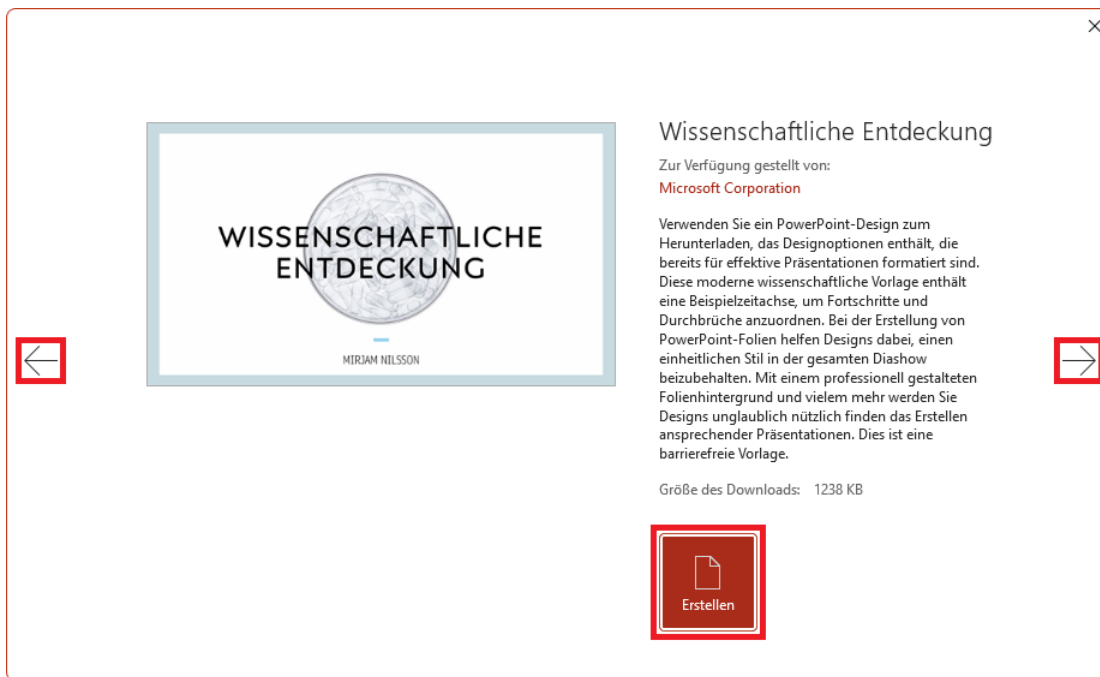 WISSENSCHAFTLICHE
ENTDECKUNG
MIRJAM NILSSON
Wissenschaftliche Entdeckung
Zur Verfügung gestellt von:
Microsoft Corporation
Verwenden Sie ein PowerPoint-Design zum
Herunterladen, das Designoptionen enthält, die
bereits für effektive Präsentationen formatiert sind.
Diese moderne wissenschaftliche Vorlage enthält
eine Beispielzeitachse, um Fortschritte und
Durchbrüche anzuordnen. Bei der Erstellung von
PowerPoint-Folien helfen Designs dabei, einen
einheitlichen Stil in der gesamten Diashow
beizubehalten. Mit einem professionell gestalteten
Folienhintergrund und vielem mehr werden Sie
Designs unglaublich nützlich finden das Erstellen
ansprechender Präsentationen. Dies ist eine
barrierefreie Vorlage.
Größe des Downloads: 1238 KB
Erstellen